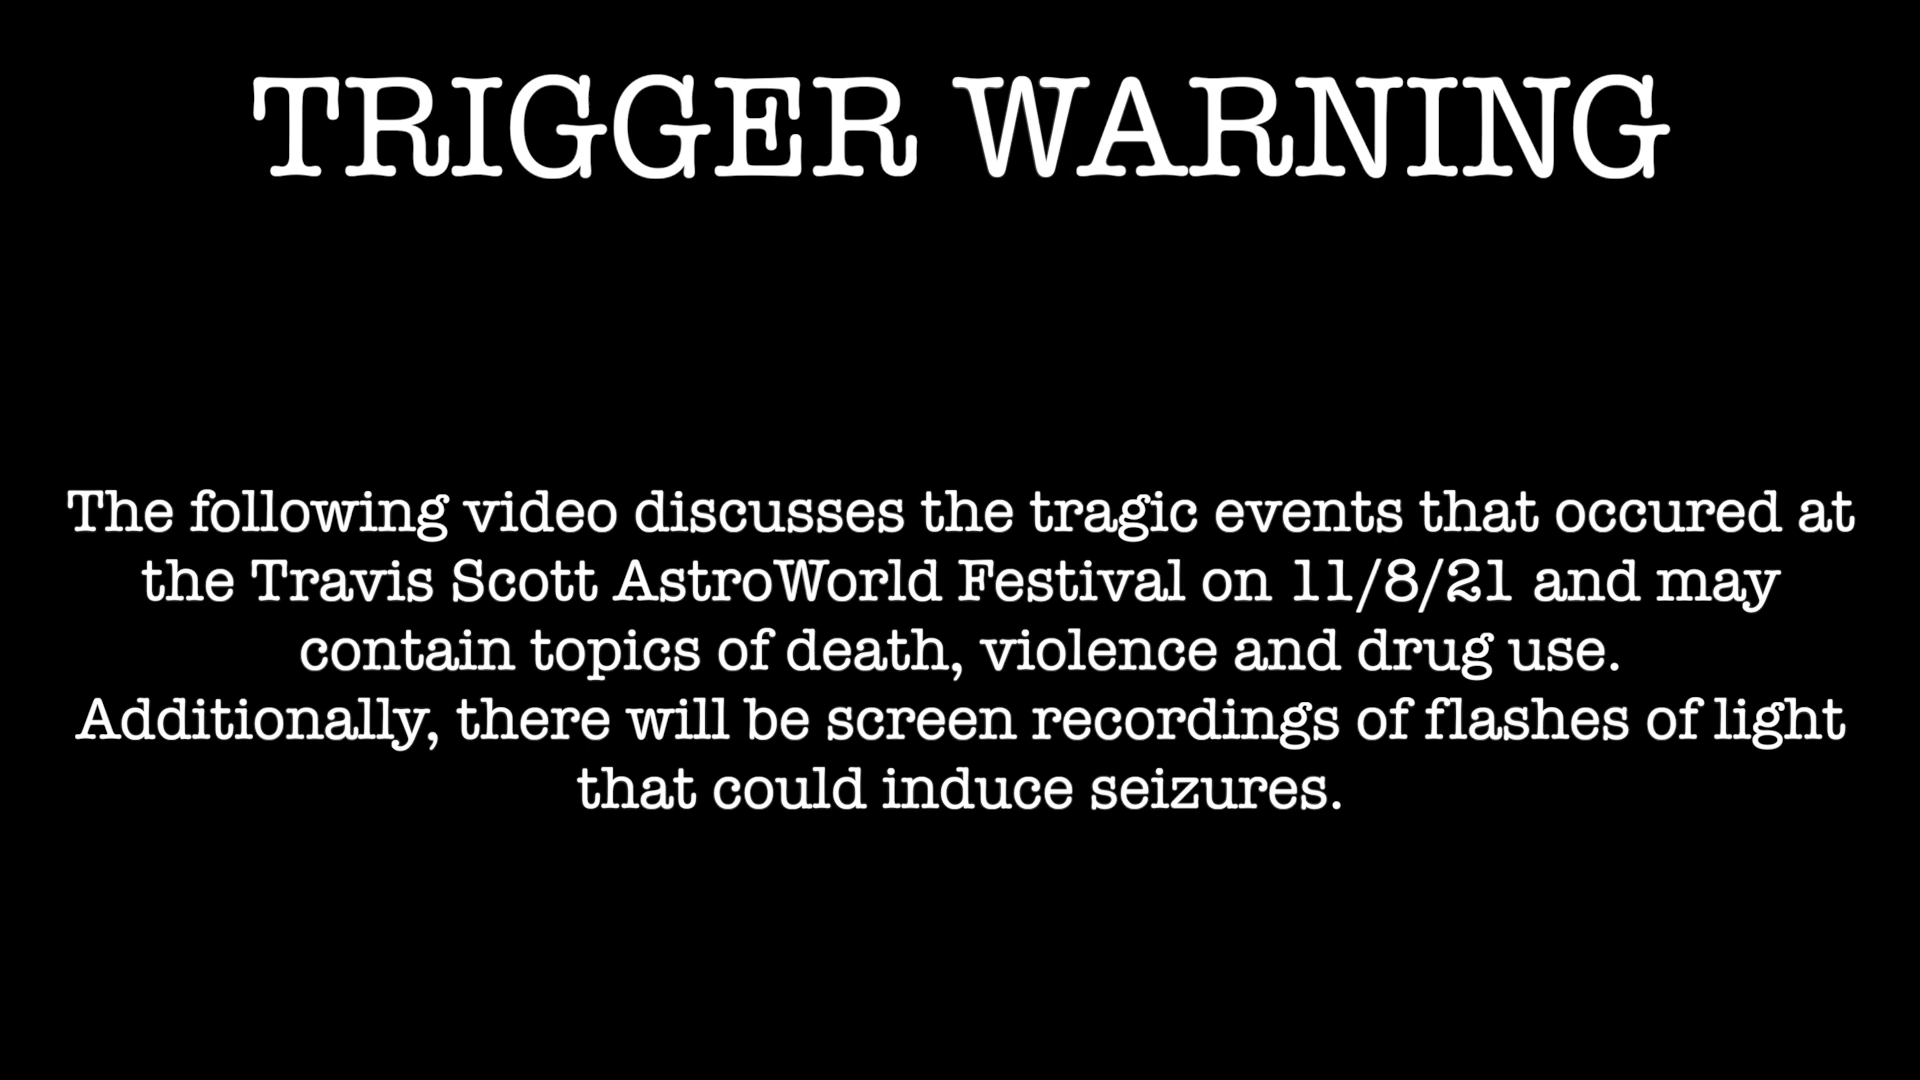 TRIGGER WARNING
The following video discusses the tragic events that occured at
the Travis Scott AstroWorld Festival on 11/8/21 and may
contain topics of death, violence and drug use.
Additionally, there will be screen recordings of flashes of light
that could induce seizures.